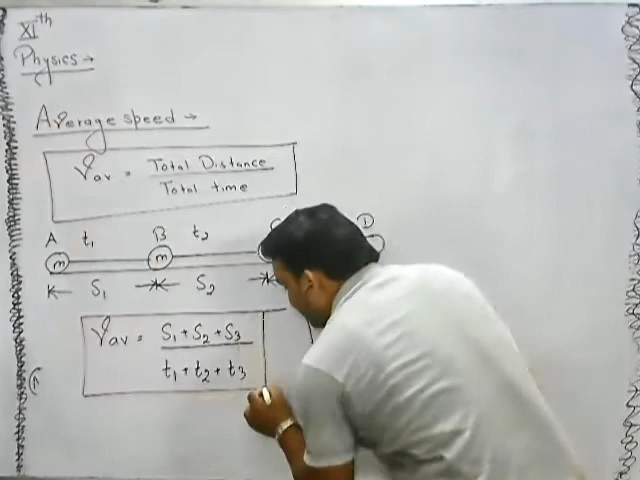 XIth
Physics →
Average speed →
Vav = Total Distance / Total time
A t₁ B t₂ D
m m
S₁ S₂
Vav = S₁ + S₂ + S₃ / t₁ + t₂ + t₃